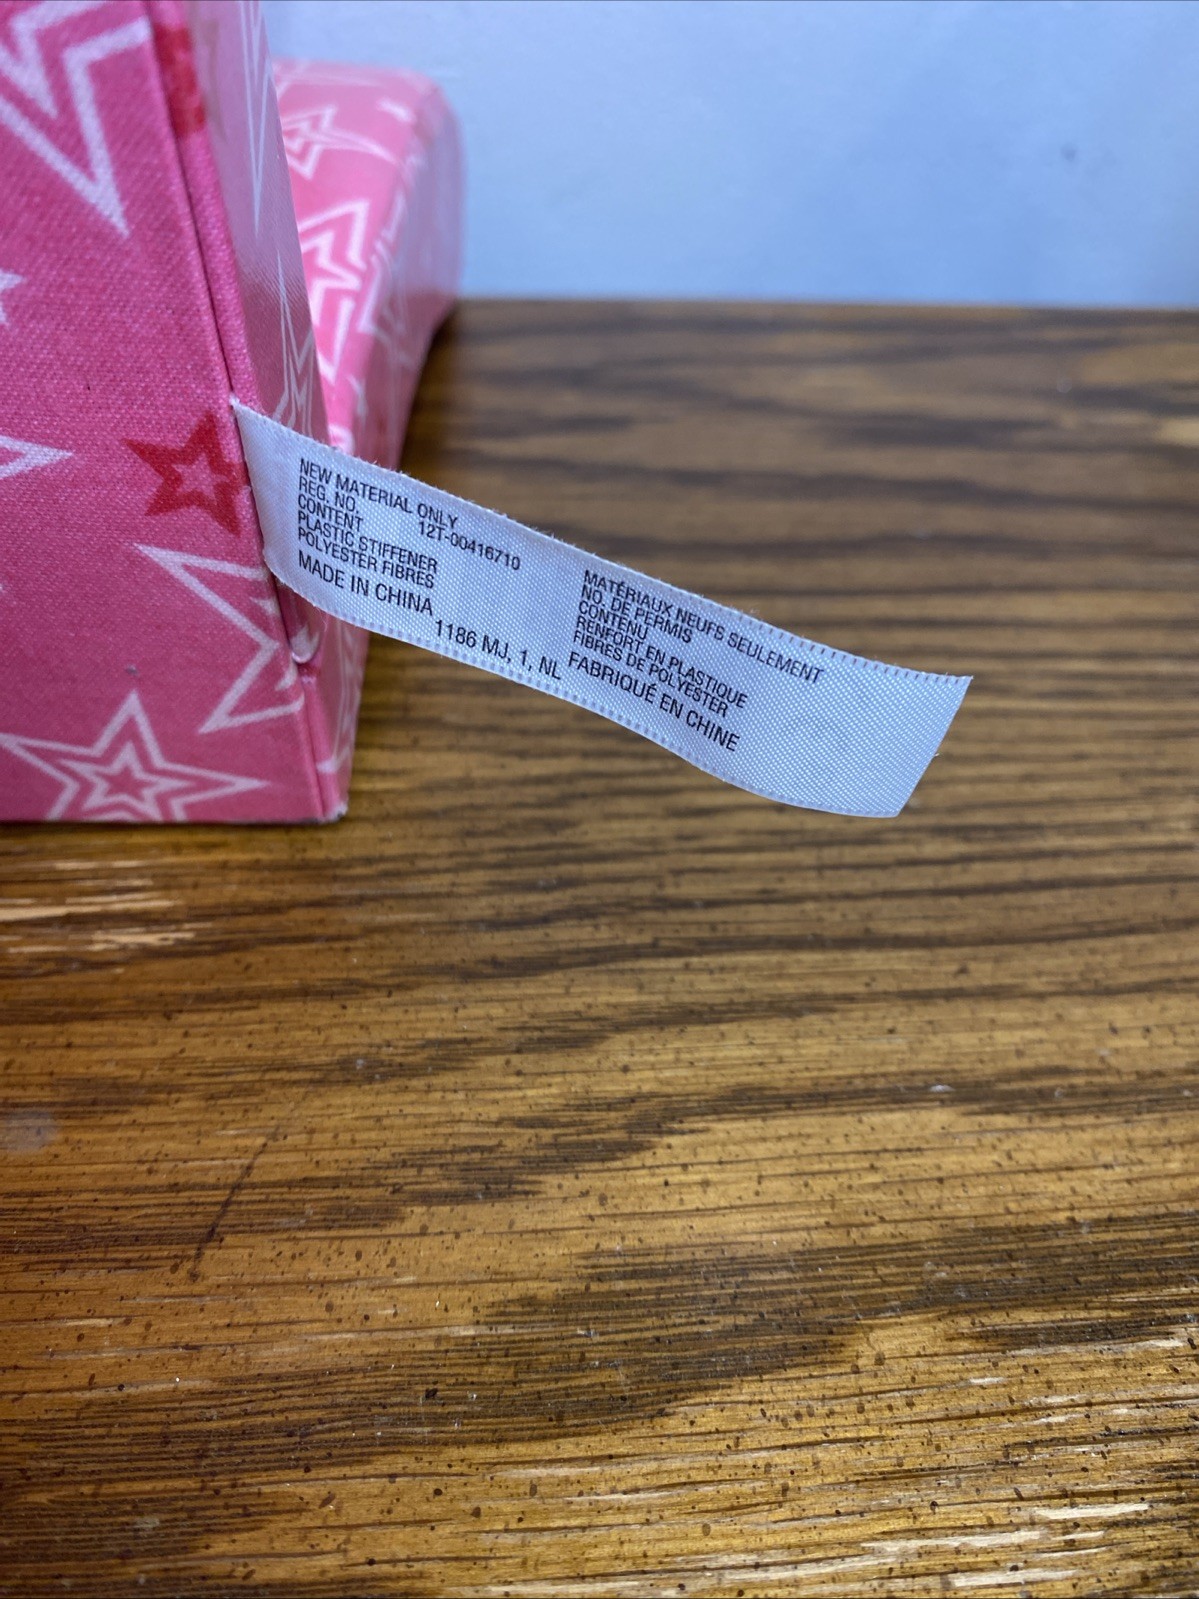 NEW MATERIAL ONLY
REG. NO. 12T-00416710
CONTENT
PLASTIC STIFFENER
POLYESTER FIBRES
MADE IN CHINA
1186 MJ, 1, NL
MATÉRIAUX NEUFS SEULEMENT
NO. DE PERMIS
CONTENU
RENFORT EN PLASTIQUE
FIBRES DE POLYESTER
FABRIQUÉ EN CHINE